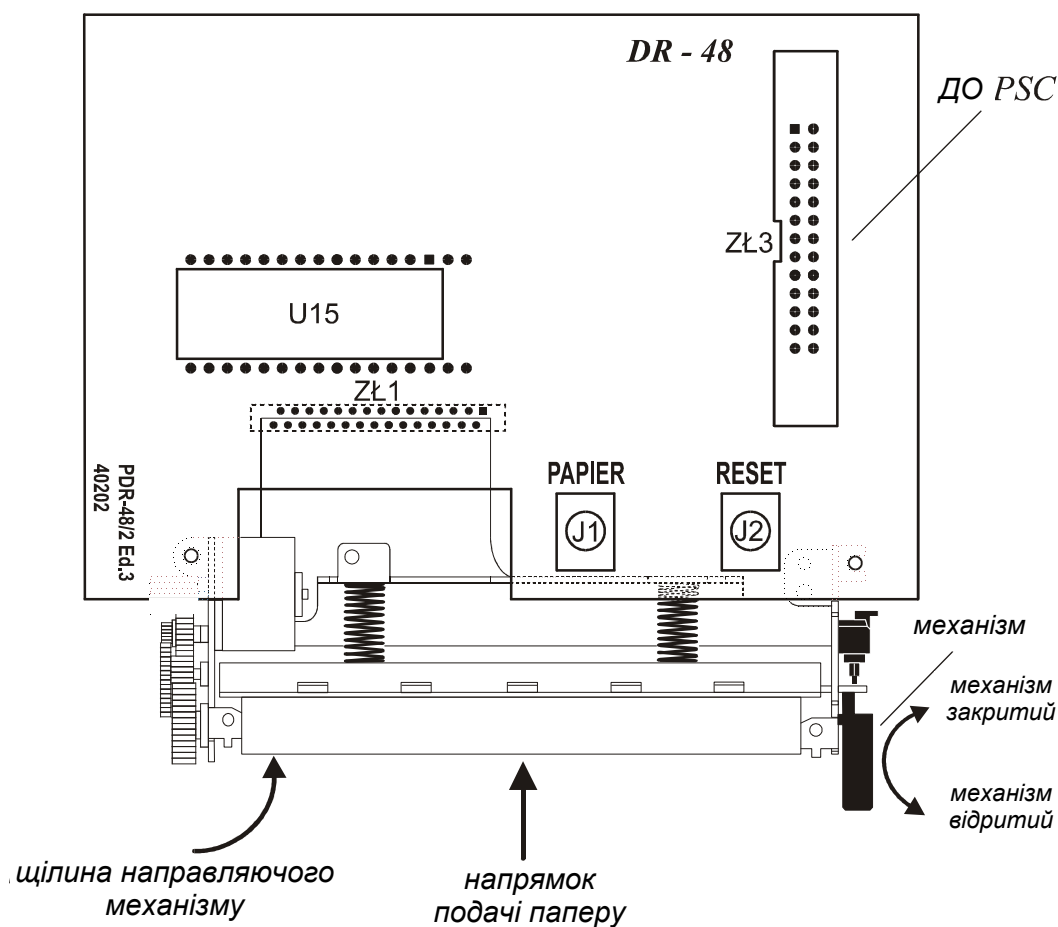 DR - 48
ДО PSC
ZŁ3
U15
ZŁ1
PAPIER
RESET
J1
J2
PDR-48/2 Ed.3
40202
механізм
механізм
закритий
механізм
відритий
щілина направляючого
механізму
напрямок
подачі паперу